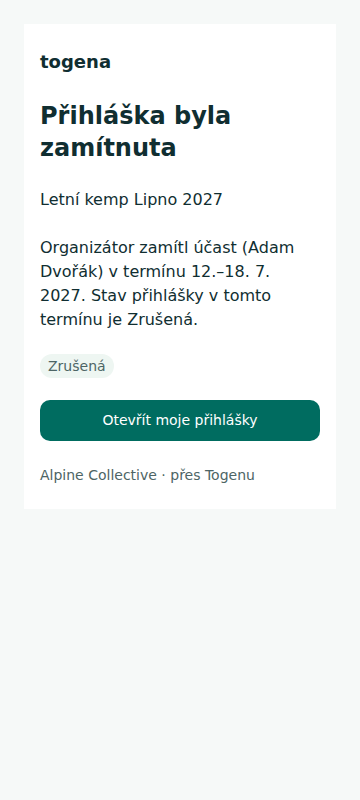 togena
Přihláška byla
zamítnuta
Letní kemp Lipno 2027
Organizátor zamítl účast (Adam
Dvořák) v termínu 12.–18. 7.
2027. Stav přihlášky v tomto
termínu je Zrušená.
Zrušená
Otevřít moje přihlášky
Alpine Collective · přes Togenu